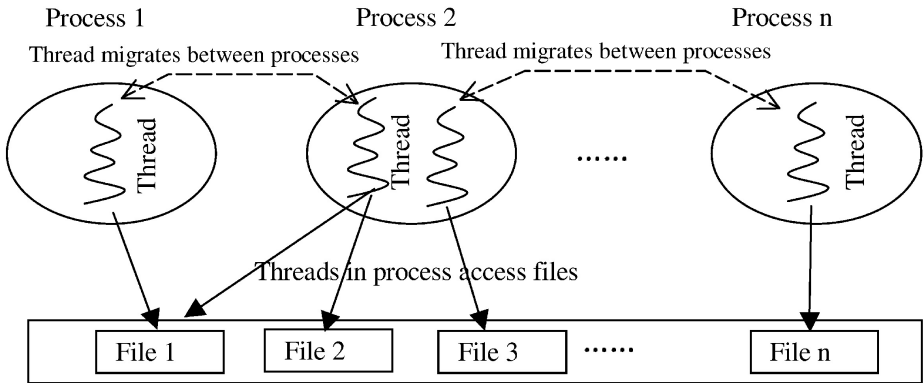 Process 1
Process 2
Process n
Thread migrates between processes
Thread migrates between processes
Thread
Thread
......
Thread
Threads in process access files
File 1
File 2
File 3
......
File n